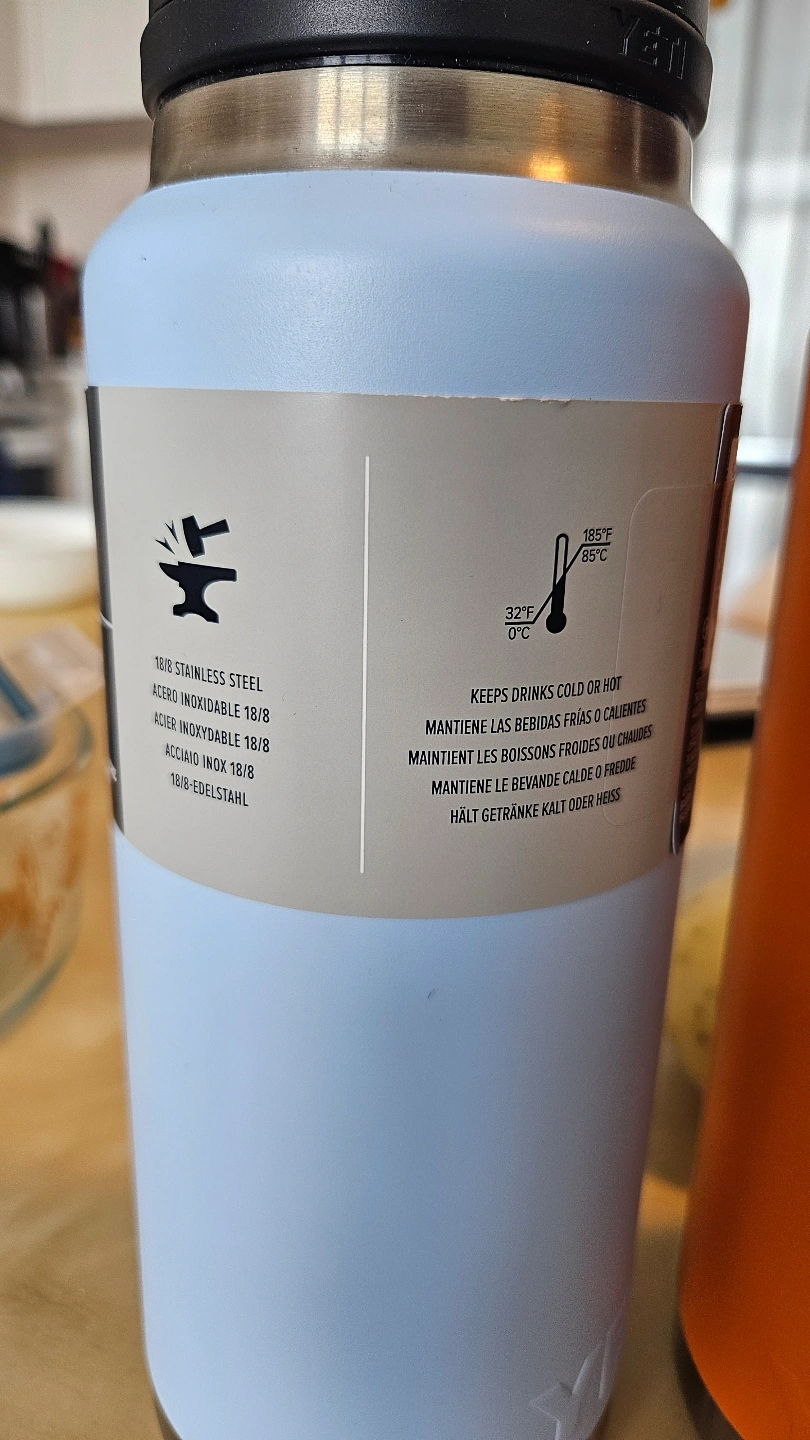 YETI
18/8 STAINLESS STEEL
ACERO INOXIDABLE 18/8
ACIER INOXYDABLE 18/8
ACCIAIO INOX 18/8
18/8-EDELSTAHL
185°F
85°C
32°F
0°C
KEEPS DRINKS COLD OR HOT
MANTIENE LAS BEBIDAS FRÍAS O CALIENTES
MAINTIENT LES BOISSONS FROIDES OU CHAUDES
MANTIENE LE BEVANDE CALDE O FREDDE
HÄLT GETRÄNKE KALT ODER HEISS